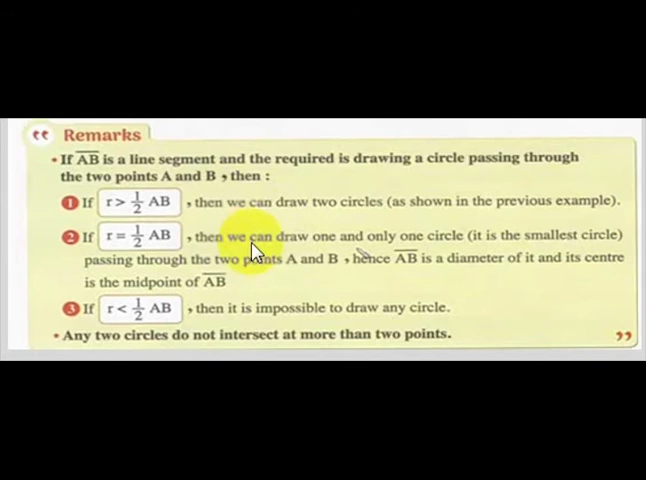 Remarks
• If A̅B̅ is a line segment and the required is drawing a circle passing through
the two points A and B , then :
1 If r > 1/2 AB , then we can draw two circles (as shown in the previous example).
2 If r = 1/2 AB , then we can draw one and only one circle (it is the smallest circle)
passing through the two points A and B , hence A̅B̅ is a diameter of it and its centre
is the midpoint of A̅B̅
3 If r < 1/2 AB , then it is impossible to draw any circle.
• Any two circles do not intersect at more than two points.